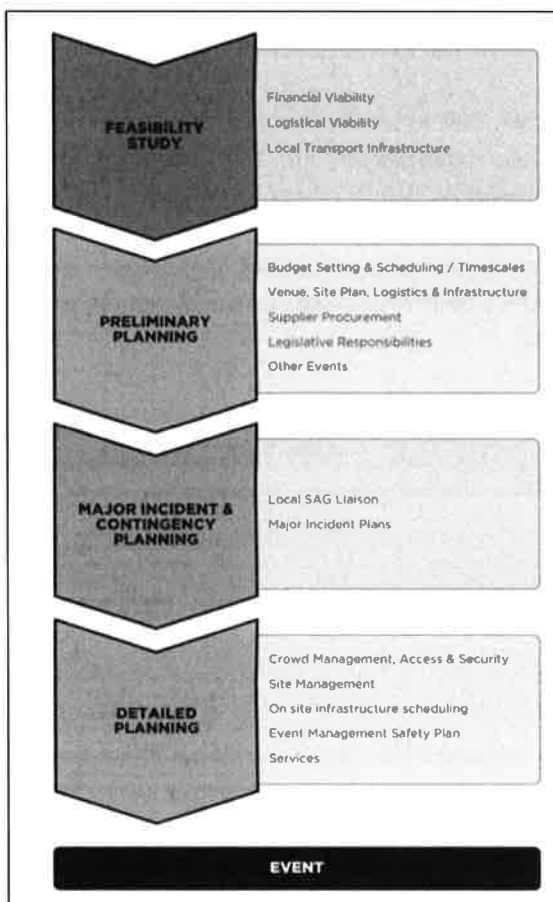 FEASIBILITY
STUDY
Financial Viability
Logistical Viability
Local Transport Infrastructure
PRELIMINARY
PLANNING
Budget Setting & Scheduling / Timescales
Venue, Site Plan, Logistics & Infrastructure
Supplier Procurement
Legislative Responsibilities
Other Events
MAJOR INCIDENT &
CONTINGENCY
PLANNING
Local SAG Liaison
Major Incident Plans
DETAILED
PLANNING
Crowd Management, Access & Security
Site Management
On site infrastructure scheduling
Event Management Safety Plan
Services
EVENT